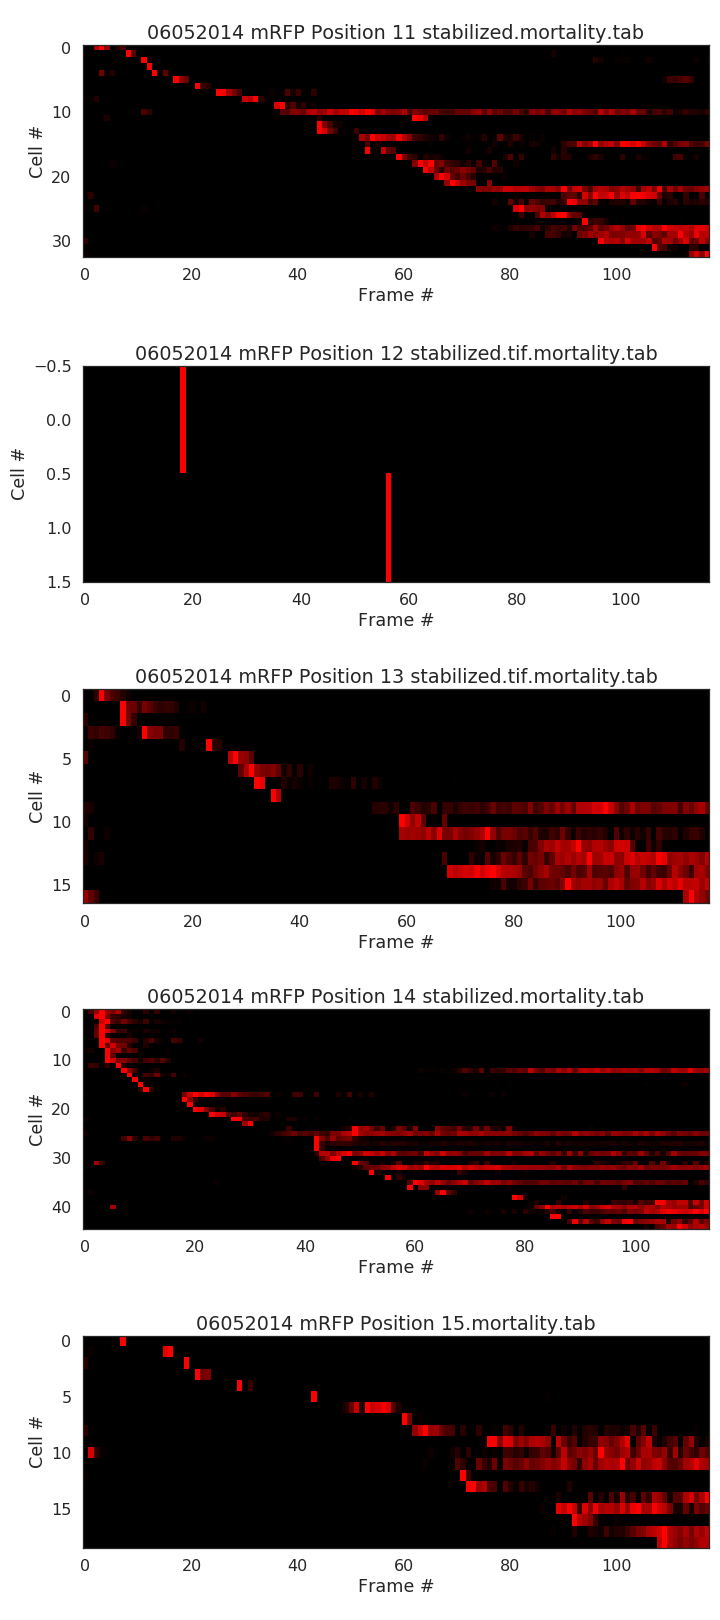 06052014 mRFP Position 11 stabilized.mortality.tab
0
10
20
30
Cell #
0 20 40 60 80 100
Frame #
06052014 mRFP Position 12 stabilized.tif.mortality.tab
−0.5
0.0
0.5
1.0
1.5
Cell #
0 20 40 60 80 100
Frame #
06052014 mRFP Position 13 stabilized.tif.mortality.tab
0
5
10
15
Cell #
0 20 40 60 80 100
Frame #
06052014 mRFP Position 14 stabilized.mortality.tab
0
10
20
30
40
Cell #
0 20 40 60 80 100
Frame #
06052014 mRFP Position 15.mortality.tab
0
5
10
15
Cell #
0 20 40 60 80 100
Frame #